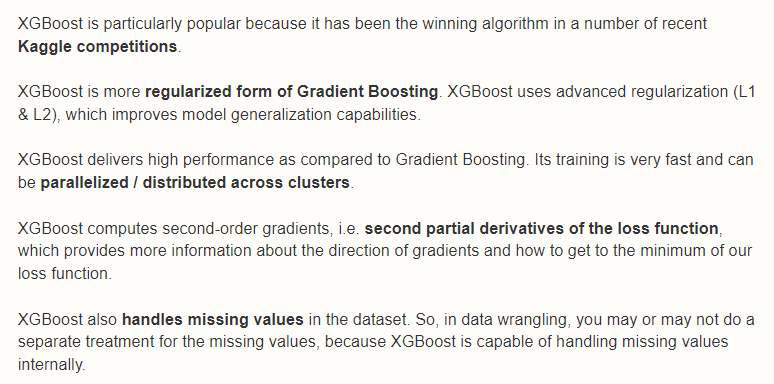 XGBoost is particularly popular because it has been the winning algorithm in a number of recent
Kaggle competitions.
XGBoost is more regularized form of Gradient Boosting. XGBoost uses advanced regularization (L1
& L2), which improves model generalization capabilities.
XGBoost delivers high performance as compared to Gradient Boosting. Its training is very fast and can
be parallelized / distributed across clusters.
XGBoost computes second-order gradients, i.e. second partial derivatives of the loss function,
which provides more information about the direction of gradients and how to get to the minimum of our
loss function.
XGBoost also handles missing values in the dataset. So, in data wrangling, you may or may not do a
separate treatment for the missing values, because XGBoost is capable of handling missing values
internally.